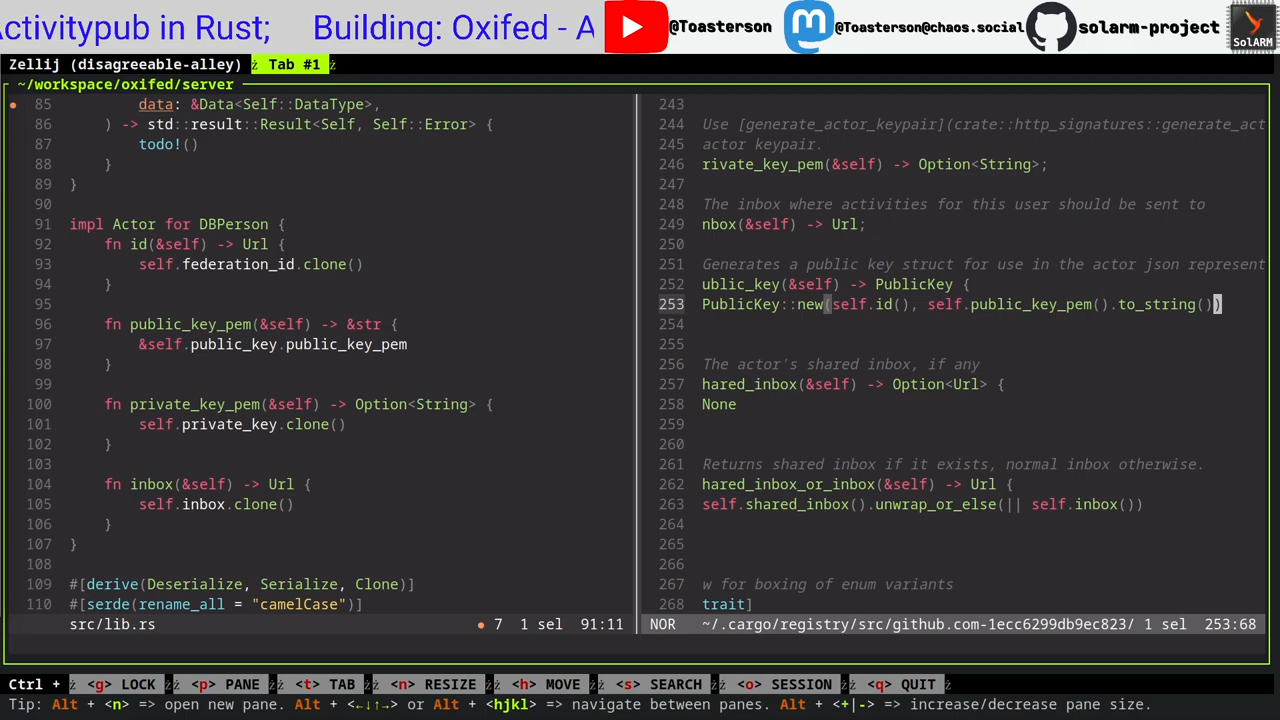 Activitypub in Rust;     Building: Oxifed - A
@Toasterson
@Toasterson@chaos.social
solarm-project
SolARM
Zellij (disagreeable-alley)  Tab #1
~/workspace/oxifed/server
85         data: &Data<Self::DataType>,
86     ) -> std::result::Result<Self, Self::Error> {
87         todo!()
88     }
89 }
90
91 impl Actor for DBPerson {
92     fn id(&self) -> Url {
93         self.federation_id.clone()
94     }
95
96     fn public_key_pem(&self) -> &str {
97         &self.public_key.public_key_pem
98     }
99
100     fn private_key_pem(&self) -> Option<String> {
101         self.private_key.clone()
102     }
103
104     fn inbox(&self) -> Url {
105         self.inbox.clone()
106     }
107 }
108
109 #[derive(Deserialize, Serialize, Clone)]
110 #[serde(rename_all = "camelCase")]
src/lib.rs ● 7  1 sel  91:11
243
244 Use [generate_actor_keypair](crate::http_signatures::generate_act
245 actor keypair.
246 rivate_key_pem(&self) -> Option<String>;
247
248 The inbox where activities for this user should be sent to
249 nbox(&self) -> Url;
250
251 Generates a public key struct for use in the actor json represent
252 ublic_key(&self) -> PublicKey {
253 PublicKey::new(self.id(), self.public_key_pem().to_string())
254
255
256 The actor's shared inbox, if any
257 hared_inbox(&self) -> Option<Url> {
258 None
259
260
261 Returns shared inbox if it exists, normal inbox otherwise.
262 hared_inbox_or_inbox(&self) -> Url {
263 self.shared_inbox().unwrap_or_else(|| self.inbox())
264
265
266
267 w for boxing of enum variants
268 trait]
NOR  ~/.cargo/registry/src/github.com-1ecc6299db9ec823/ 1 sel  253:68
Ctrl +  <g> LOCK  <p> PANE  <t> TAB  <n> RESIZE  <h> MOVE  <s> SEARCH  <o> SESSION  <q> QUIT
Tip: Alt + <n> => open new pane. Alt + <←↓↑→> or Alt + <hjkl> => navigate between panes. Alt + <+|-> => increase/decrease pane size.